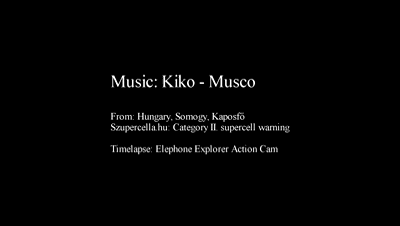 Music: Kiko - Musco
From: Hungary, Somogy, Kaposfő
Szupercella.hu: Category II. supercell warning
Timelapse: Elephone Explorer Action Cam